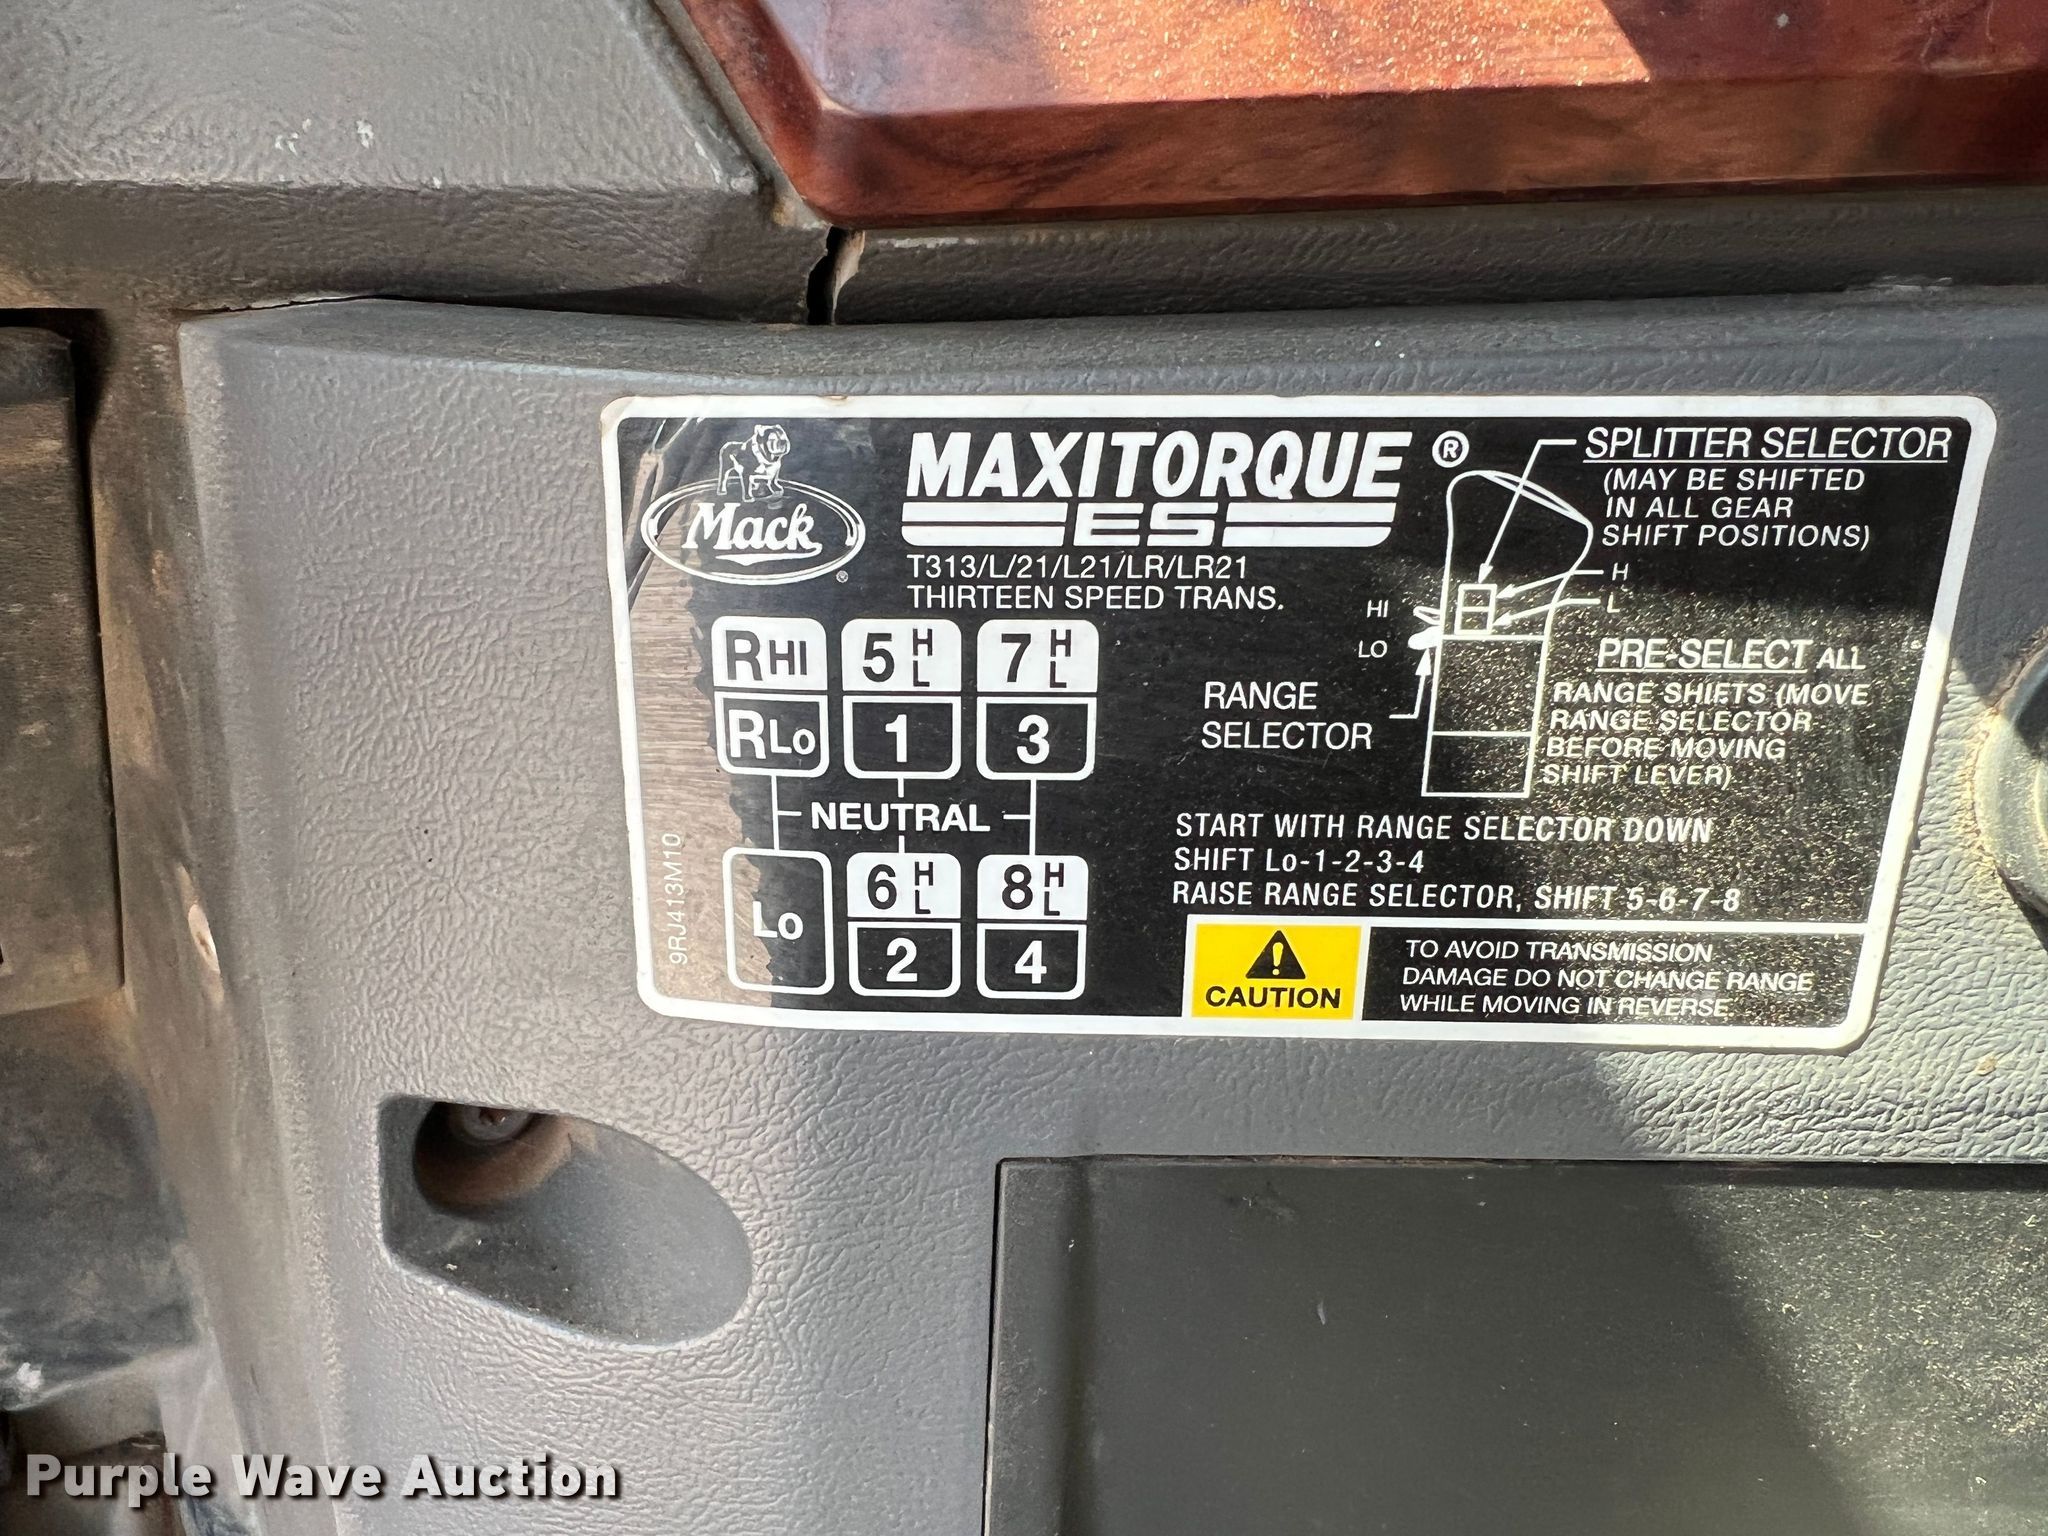 Mack
®
MAXITORQUE ®
ES
T313/L/21/L21/LR/LR21
THIRTEEN SPEED TRANS.
SPLITTER SELECTOR
(MAY BE SHIFTED
IN ALL GEAR
SHIFT POSITIONS)
H
L
HI
LO
RANGE
SELECTOR
PRE-SELECT ALL
RANGE SHIFTS (MOVE
RANGE SELECTOR
BEFORE MOVING
SHIFT LEVER)
RHI 5 H L 7 H L
RLo 1 3
NEUTRAL
Lo 6 H L 8 H L
2 4
9RJ413M10
START WITH RANGE SELECTOR DOWN
SHIFT Lo-1-2-3-4
RAISE RANGE SELECTOR, SHIFT 5-6-7-8
CAUTION
TO AVOID TRANSMISSION
DAMAGE DO NOT CHANGE RANGE
WHILE MOVING IN REVERSE
Purple Wave Auction